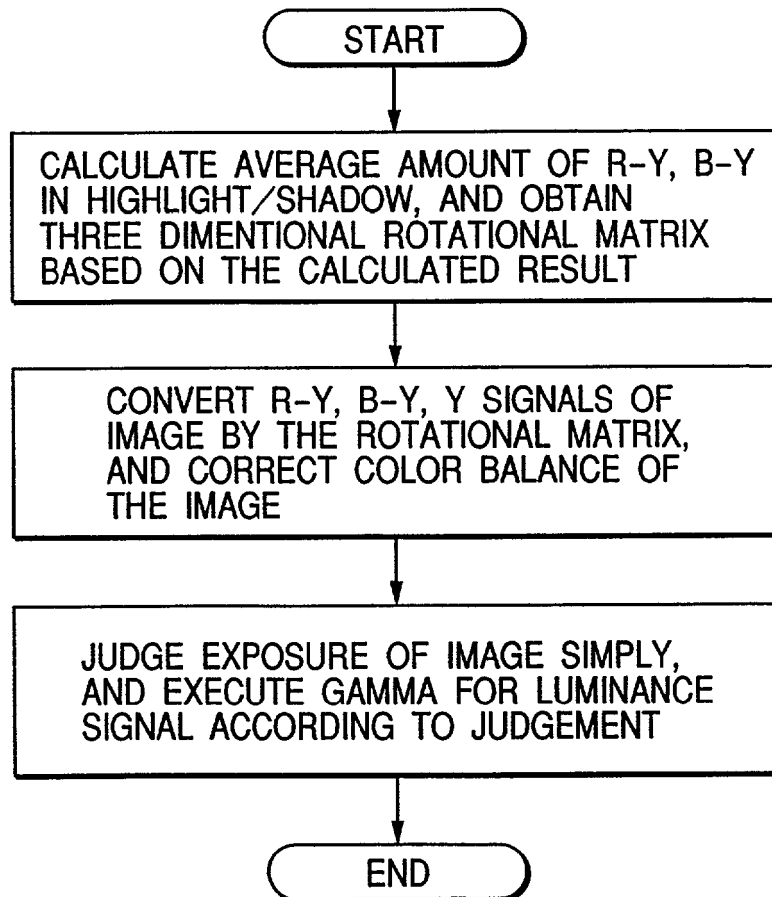 START
CALCULATE AVERAGE AMOUNT OF R-Y, B-Y
IN HIGHLIGHT/SHADOW, AND OBTAIN
THREE DIMENTIONAL ROTATIONAL MATRIX
BASED ON THE CALCULATED RESULT
CONVERT R-Y, B-Y, Y SIGNALS OF
IMAGE BY THE ROTATIONAL MATRIX,
AND CORRECT COLOR BALANCE OF
THE IMAGE
JUDGE EXPOSURE OF IMAGE SIMPLY,
AND EXECUTE GAMMA FOR LUMINANCE
SIGNAL ACCORDING TO JUDGEMENT
END